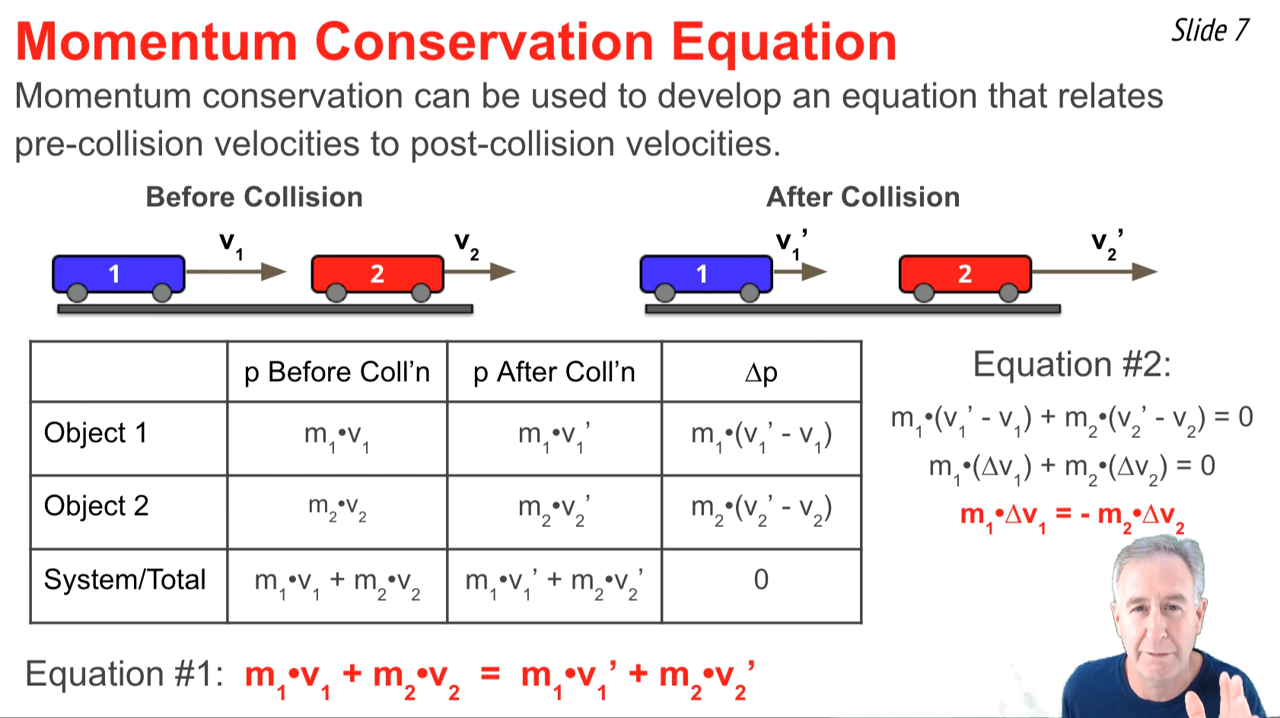 Momentum Conservation Equation
Slide 7
Momentum conservation can be used to develop an equation that relates
pre-collision velocities to post-collision velocities.
Before Collision
After Collision
v₁
v₂
v₁’
v₂’
1
2
1
2
p Before Coll’n p After Coll’n Δp
Object 1 m₁•v₁ m₁•v₁’ m₁•(v₁’ - v₁)
Object 2 m₂•v₂ m₂•v₂’ m₂•(v₂’ - v₂)
System/Total m₁•v₁ + m₂•v₂ m₁•v₁’ + m₂•v₂’ 0
Equation #2:
m₁•(v₁’ - v₁) + m₂•(v₂’ - v₂) = 0
m₁•(Δv₁) + m₂•(Δv₂) = 0
m₁•Δv₁ = - m₂•Δv₂
Equation #1: m₁•v₁ + m₂•v₂ = m₁•v₁’ + m₂•v₂’